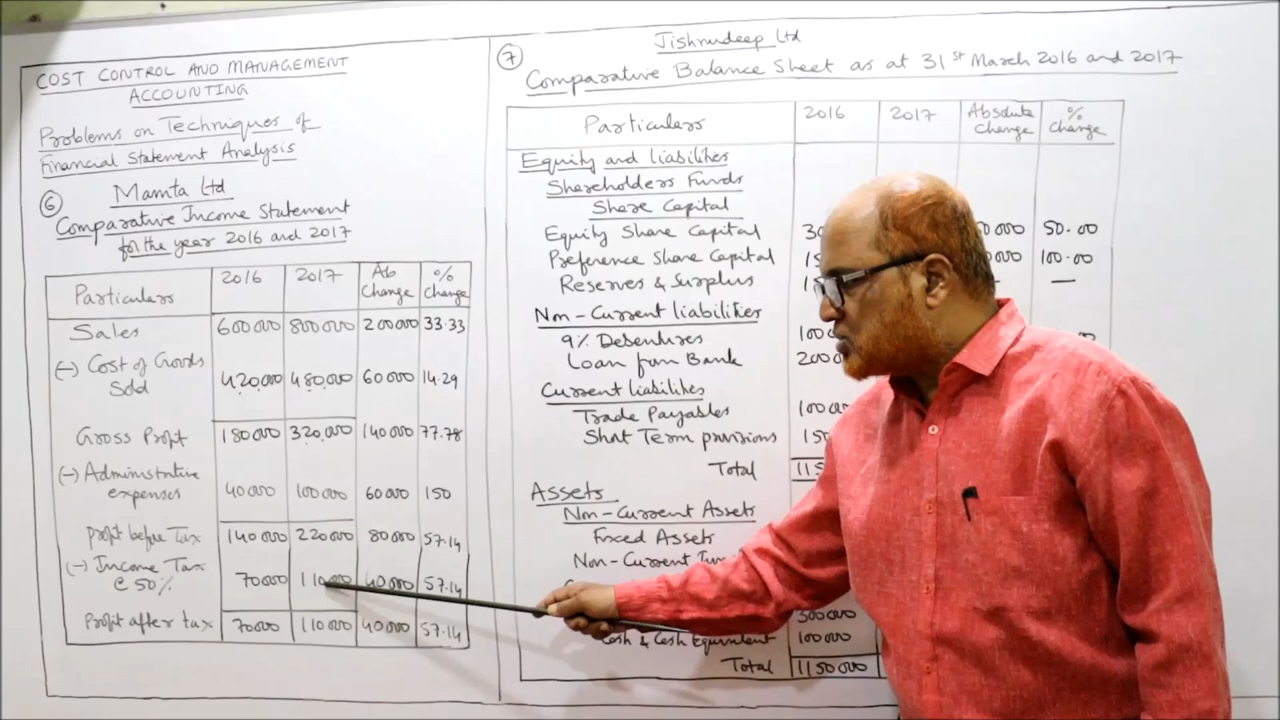 COST CONTROL AND MANAGEMENT
ACCOUNTING
Problems on Techniques of
Financial Statement Analysis
6 Mamta Ltd
Comparative Income Statement
for the year 2016 and 2017
Particulars 2016 2017 Ab Change % Change
Sales 600000 800000 200000 33.33
(-) Cost of Goods
Sold 420000 480000 60000 14.29
Gross Profit 180000 320000 140000 77.78
(-) Administrative
expenses 40000 100000 60000 150
profit before Tax 140000 220000 80000 57.14
(-) Income Tax
@ 50% 70000 110000 40000 57.14
Profit after tax 70000 110000 40000 57.14
7 Jishnudeep Ltd
Comparative Balance Sheet as at 31st March 2016 and 2017
Particulars 2016 2017 Absolute Change % Change
Equity and liabilities
Shareholders Funds
Share Capital
Equity Share Capital 50.00
Preference Share Capital 100.00
Reserves & Surplus — —
Non-Current liabilities
9% Debentures
Loan from Bank
Current liabilities
Trade Payables
Short Term provisions
Total
Assets
Non-Current Assets
Fixed Assets
Non-Current
300000
Cash & Cash Equivalent 100000
Total 1150000